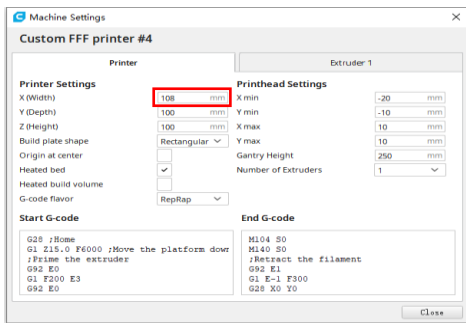 Machine Settings
Custom FFF printer #4
Printer
Extruder 1
Printer Settings
X (Width) 108 mm
Y (Depth) 100 mm
Z (Height) 100 mm
Build plate shape Rectangular
Origin at center
Heated bed
Heated build volume
G-code flavor RepRap
Printhead Settings
X min -20 mm
Y min -10 mm
X max 10 mm
Y max 10 mm
Gantry Height 250 mm
Number of Extruders 1
Start G-code
G28 ;Home
G1 Z15.0 F6000 ;Move the platform down
;Prime the extruder
G92 E0
G1 F200 E3
G92 E0
End G-code
M104 S0
M140 S0
;Retract the filament
G92 E1
G1 E-1 F300
G28 X0 Y0
Close